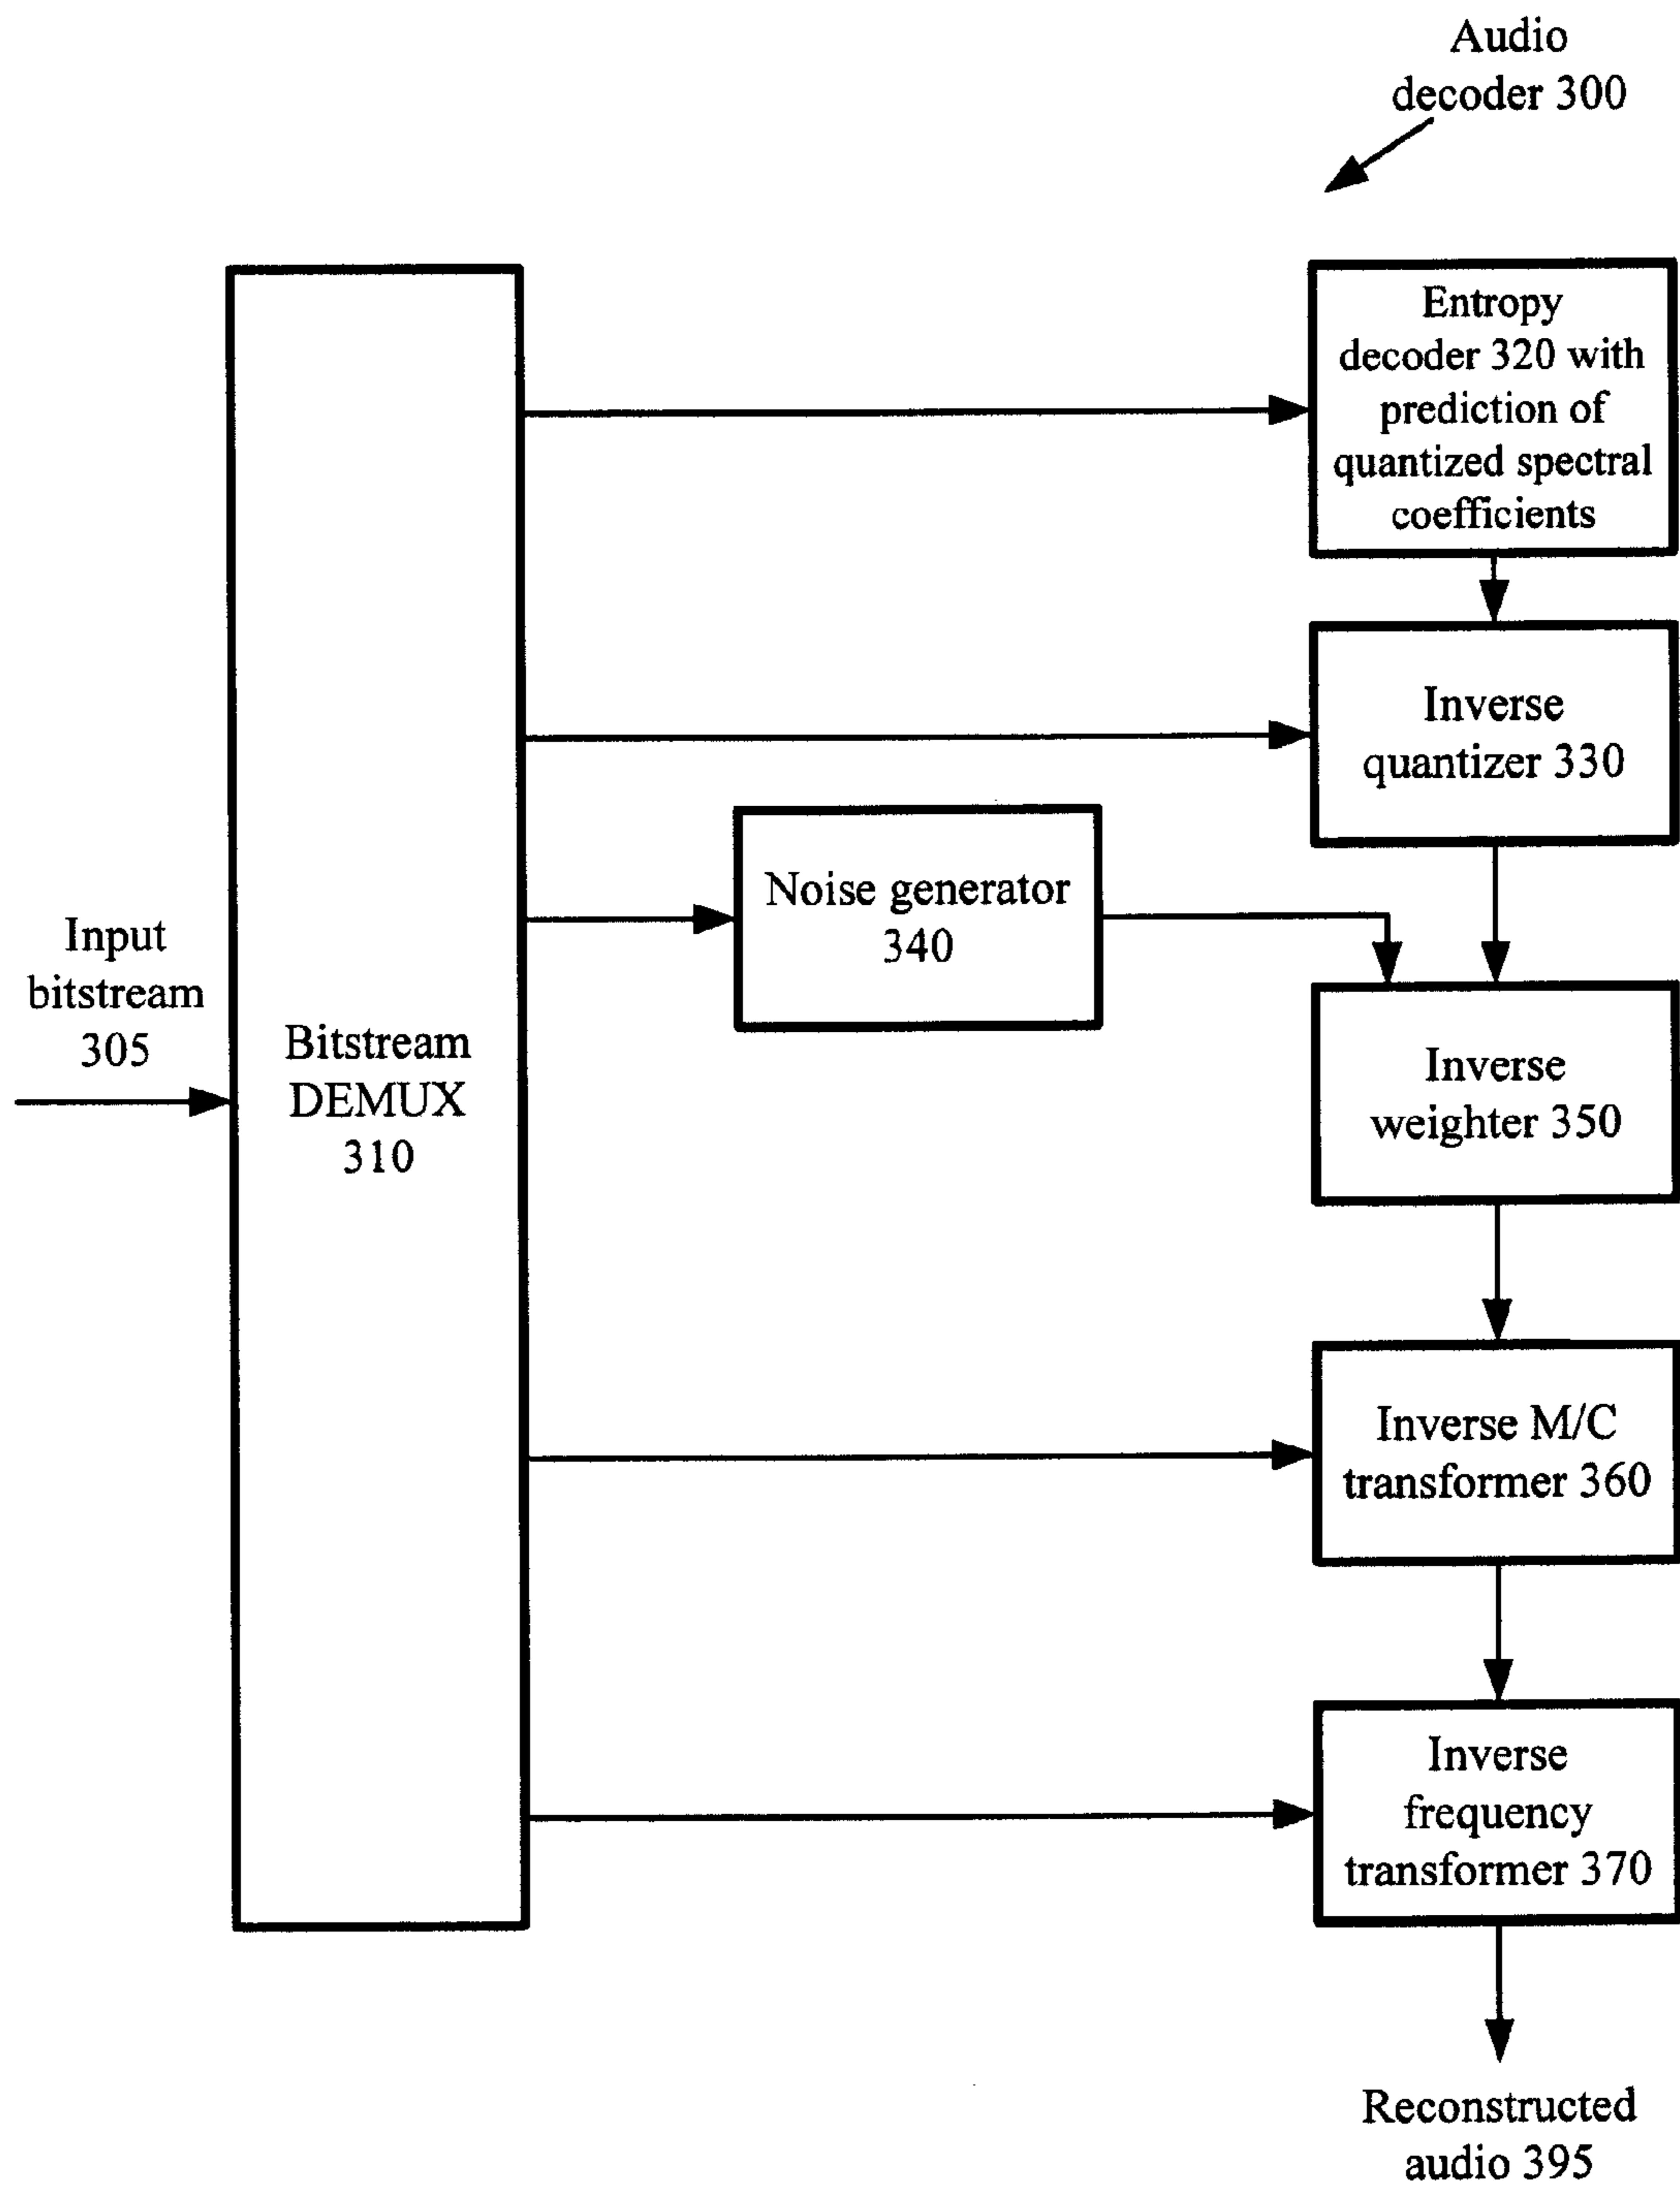 Audio
decoder 300
Entropy
decoder 320 with
prediction of
quantized spectral
coefficients
Inverse
quantizer 330
Noise generator
340
Input
bitstream
305
Bitstream
DEMUX
310
Inverse
weighter 350
Inverse M/C
transformer 360
Inverse
frequency
transformer 370
Reconstructed
audio 395